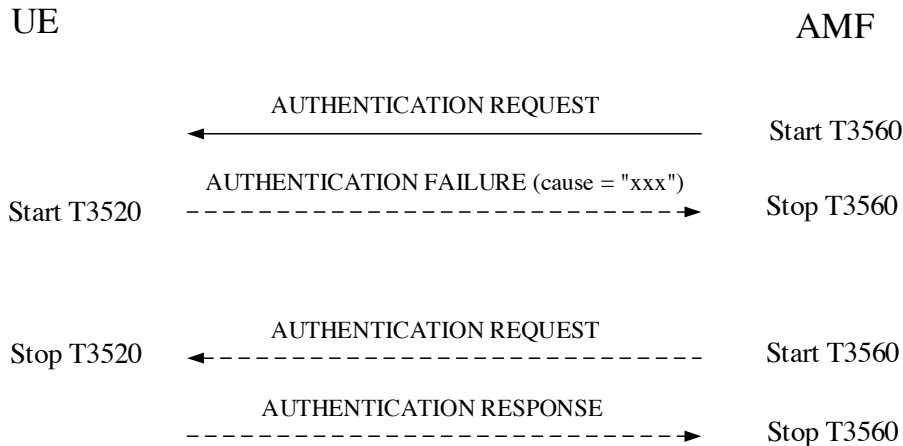 UE
AMF
AUTHENTICATION REQUEST
Start T3560
AUTHENTICATION FAILURE (cause = "xxx")
Start T3520
Stop T3560
AUTHENTICATION REQUEST
Stop T3520
Start T3560
AUTHENTICATION RESPONSE
Stop T3560